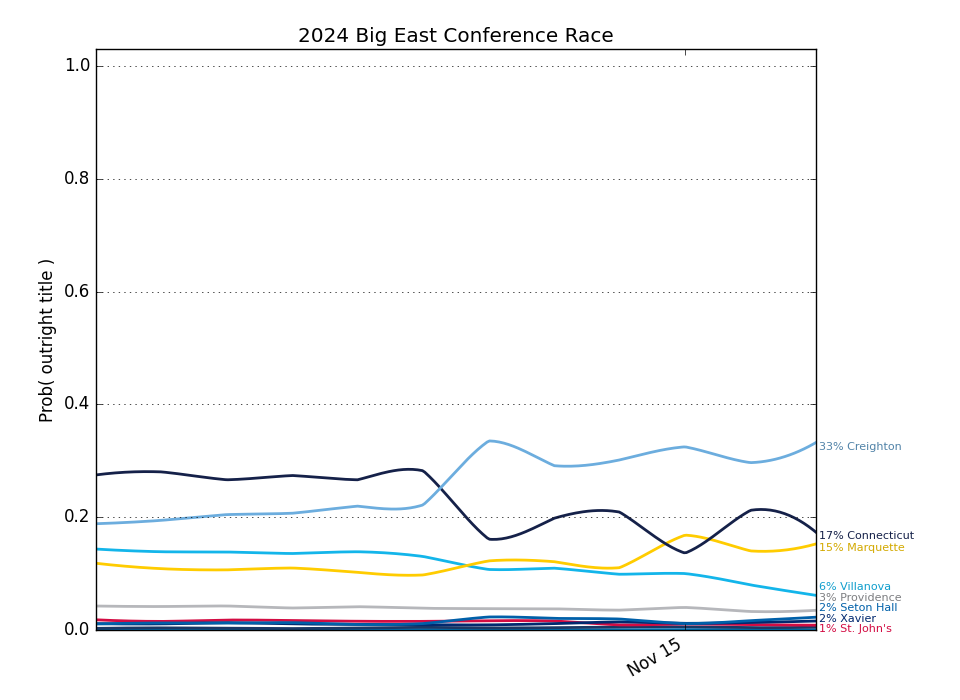 2024 Big East Conference Race
1.0
0.8
0.6
0.4
0.2
0.0
Prob( outright title )
33% Creighton
17% Connecticut
15% Marquette
6% Villanova
3% Providence
2% Seton Hall
2% Xavier
1% St. John's
Nov 15